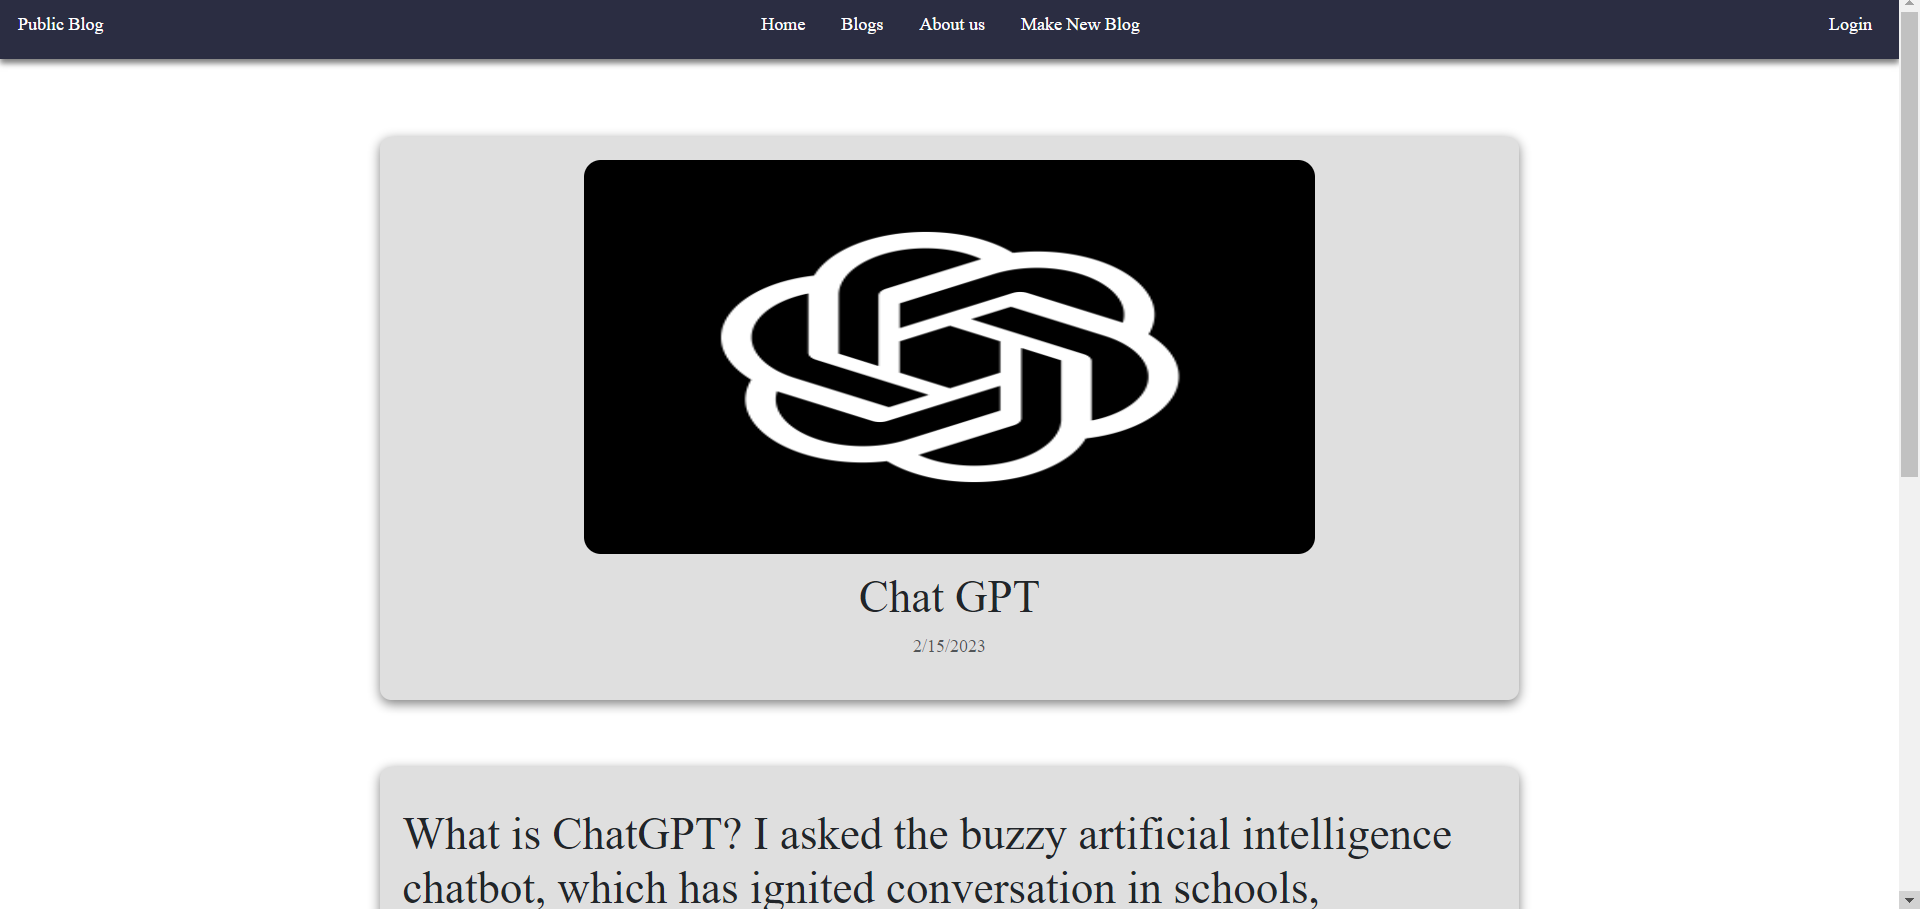 Public Blog
Home Blogs About us Make New Blog
Login
Chat GPT
2/15/2023
What is ChatGPT? I asked the buzzy artificial intelligence
chatbot, which has ignited conversation in schools,